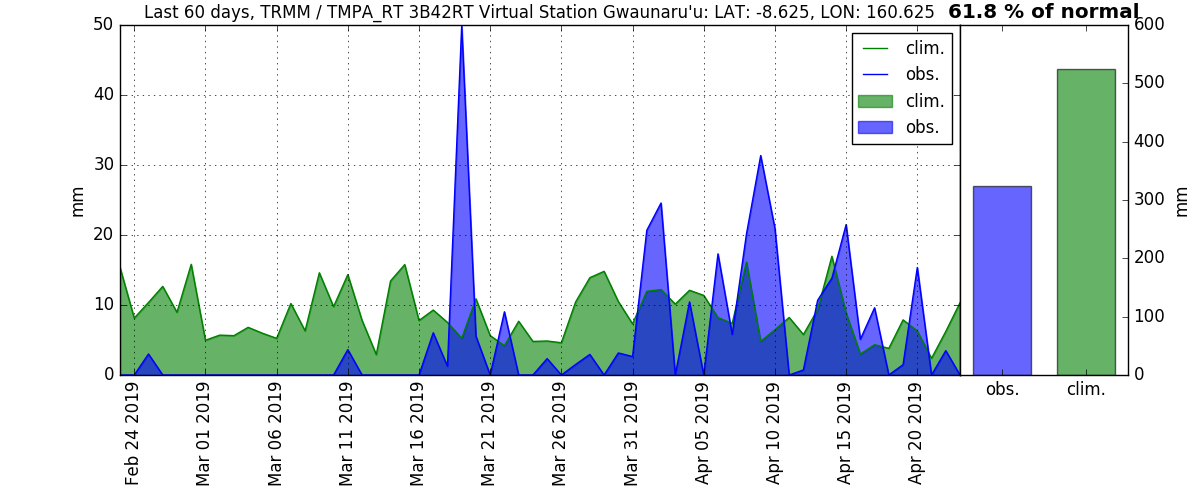 Last 60 days, TRMM / TMPA_RT 3B42RT Virtual Station Gwaunaru'u: LAT: -8.625, LON: 160.625
61.8 % of normal
50
40
30
20
10
0
mm
clim.
obs.
clim.
obs.
600
500
400
300
200
100
0
mm
Feb 24 2019
Mar 01 2019
Mar 06 2019
Mar 11 2019
Mar 16 2019
Mar 21 2019
Mar 26 2019
Mar 31 2019
Apr 05 2019
Apr 10 2019
Apr 15 2019
Apr 20 2019
obs.
clim.